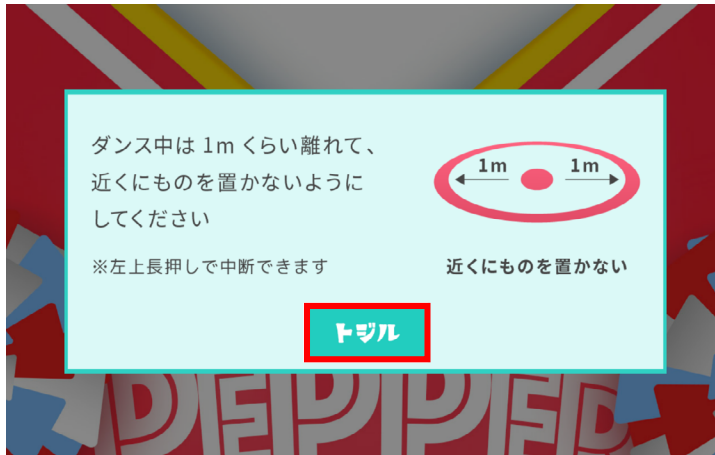 ダンス中は 1m くらい離れて、
近くにものを置かないように
してください
※左上長押しで中断できます
1m 1m
近くにものを置かない
トジル
PEPPER